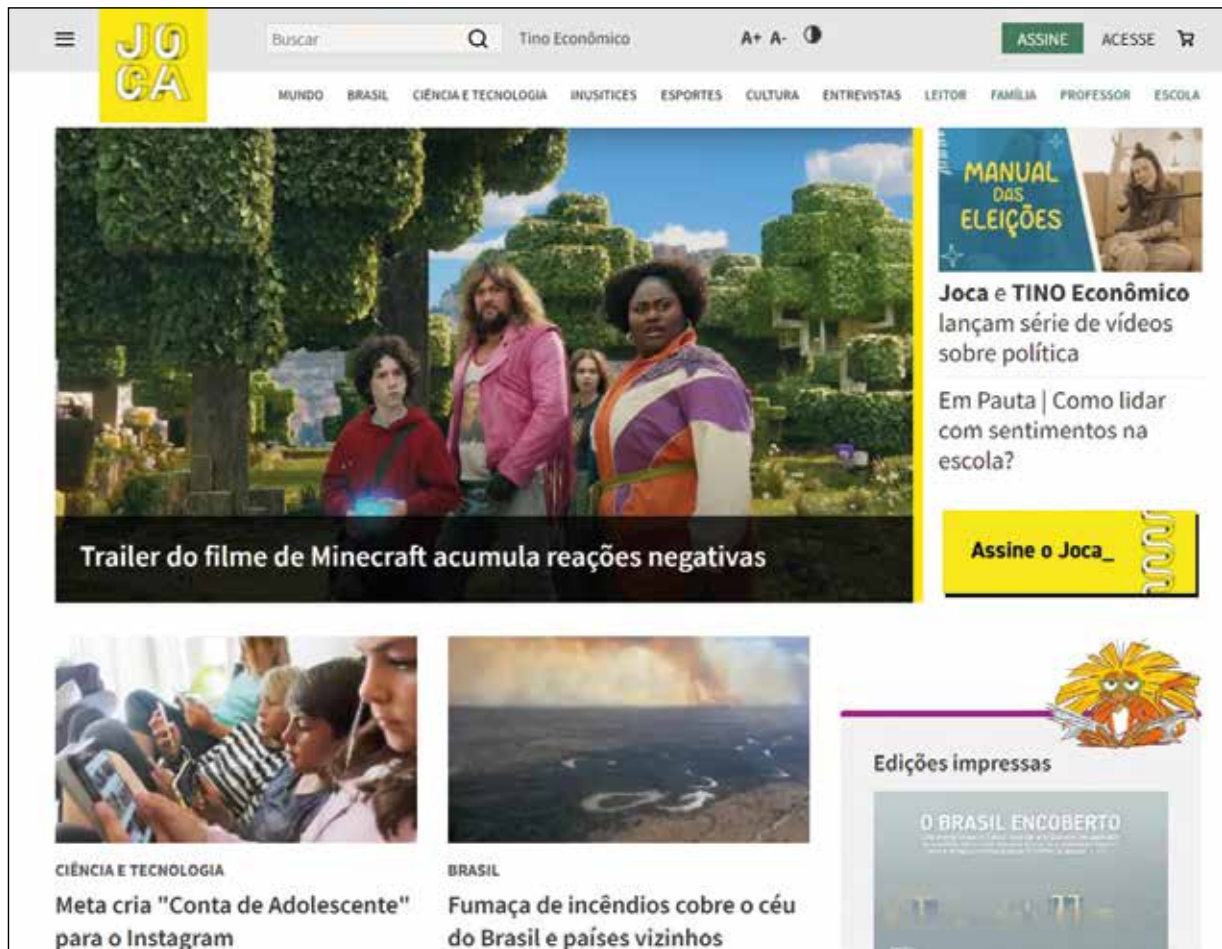 JO
CA
Buscar
Tino Econômico
A+ A-
ASSINE
ACESSE
MUNDO BRASIL CIÊNCIA E TECNOLOGIA INUSITICES ESPORTES CULTURA ENTREVISTAS LEITOR FAMÍLIA PROFESSOR ESCOLA
Trailer do filme de Minecraft acumula reações negativas
MANUAL
DAS
ELEIÇÕES
Joca e TINO Econômico
lançam série de vídeos
sobre política
Em Pauta | Como lidar
com sentimentos na
escola?
Assine o Joca_
CIÊNCIA E TECNOLOGIA
Meta cria "Conta de Adolescente"
para o Instagram
BRASIL
Fumaça de incêndios cobre o céu
do Brasil e países vizinhos
Edições impressas
O BRASIL ENCOBERTO